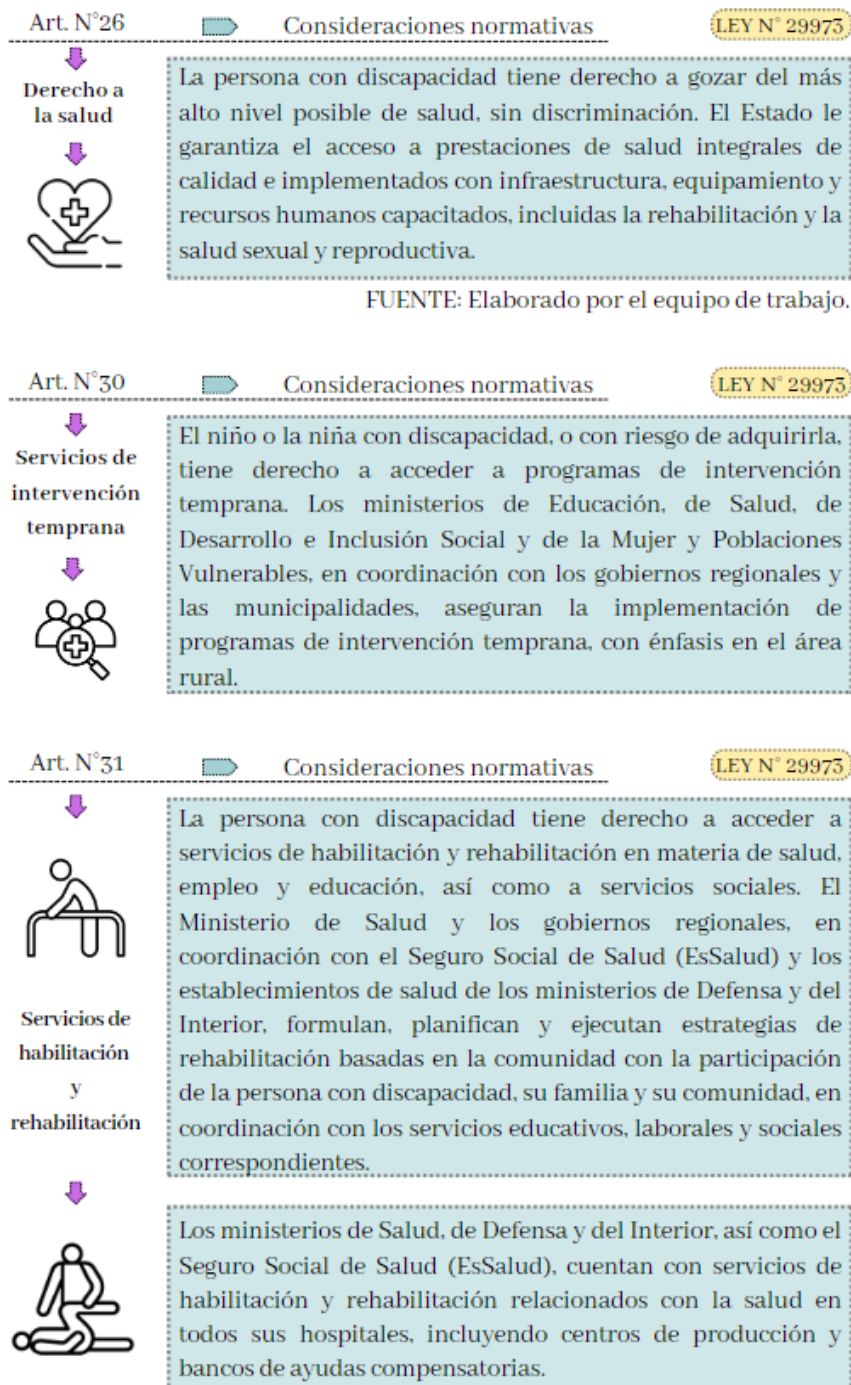 Art. N°26
Consideraciones normativas
LEY N° 29973
Derecho a
la salud
La persona con discapacidad tiene derecho a gozar del más
alto nivel posible de salud, sin discriminación. El Estado le
garantiza el acceso a prestaciones de salud integrales de
calidad e implementados con infraestructura, equipamiento y
recursos humanos capacitados, incluidas la rehabilitación y la
salud sexual y reproductiva.
FUENTE: Elaborado por el equipo de trabajo.
Art. N°30
Consideraciones normativas
LEY N° 29973
Servicios de
intervención
temprana
El niño o la niña con discapacidad, o con riesgo de adquirirla,
tiene derecho a acceder a programas de intervención
temprana. Los ministerios de Educación, de Salud, de
Desarrollo e Inclusión Social y de la Mujer y Poblaciones
Vulnerables, en coordinación con los gobiernos regionales y
las municipalidades, aseguran la implementación de
programas de intervención temprana, con énfasis en el área
rural.
Art. N°31
Consideraciones normativas
LEY N° 29973
Servicios de
habilitación
y
rehabilitación
La persona con discapacidad tiene derecho a acceder a
servicios de habilitación y rehabilitación en materia de salud,
empleo y educación, así como a servicios sociales. El
Ministerio de Salud y los gobiernos regionales, en
coordinación con el Seguro Social de Salud (EsSalud) y los
establecimientos de salud de los ministerios de Defensa y del
Interior, formulan, planifican y ejecutan estrategias de
rehabilitación basadas en la comunidad con la participación
de la persona con discapacidad, su familia y su comunidad, en
coordinación con los servicios educativos, laborales y sociales
correspondientes.
Los ministerios de Salud, de Defensa y del Interior, así como el
Seguro Social de Salud (EsSalud), cuentan con servicios de
habilitación y rehabilitación relacionados con la salud en
todos sus hospitales, incluyendo centros de producción y
bancos de ayudas compensatorias.